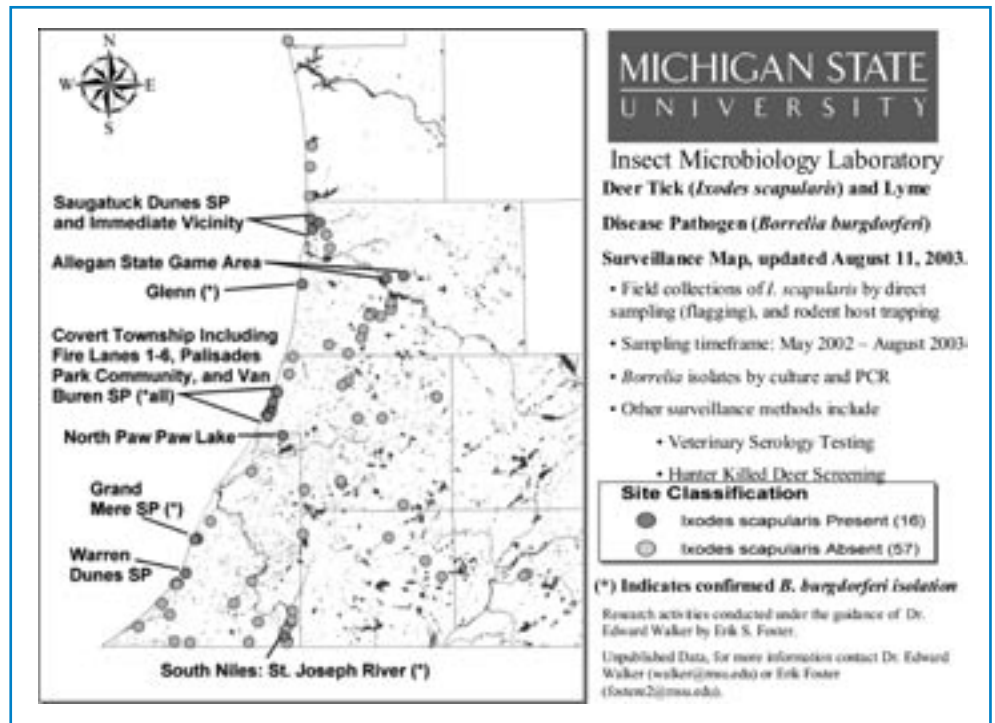 N
W
E
S
Saugatuck Dunes SP
and Immediate Vicinity
Allegan State Game Area
Glenn (*)
Covert Township Including
Fire Lanes 1-6, Palisades
Park Community, and Van
Buren SP (*all)
North Paw Paw Lake
Grand
Mere SP (*)
Warren
Dunes SP
South Niles: St. Joseph River (*)
MICHIGAN STATE
UNIVERSITY
Insect Microbiology Laboratory
Deer Tick (Ixodes scapularis) and Lyme
Disease Pathogen (Borrelia burgdorferi)
Surveillance Map, updated August 11, 2003.
• Field collections of I. scapularis by direct
sampling (flagging), and rodent host trapping
• Sampling timeframe: May 2002 – August 2003
• Borrelia isolates by culture and PCR
• Other surveillance methods include
• Veterinary Serology Testing
• Hunter Killed Deer Screening
Site Classification
Ixodes scapularis Present (16)
Ixodes scapularis Absent (57)
(*) Indicates confirmed B. burgdorferi isolation
Research activities conducted under the guidance of Dr.
Edward Walker by Erik S. Foster.
Unpublished Data, for more information contact Dr. Edward
Walker (walker@msu.edu) or Erik Foster
(fostere2@msu.edu).